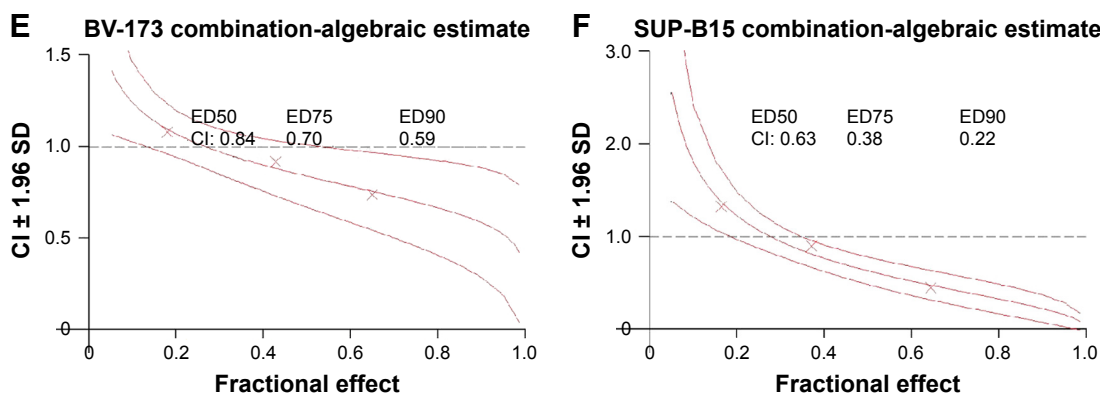 E BV-173 combination-algebraic estimate
CI ± 1.96 SD
1.5
1.0
0.5
0
ED50 ED75 ED90
CI: 0.84 0.70 0.59
0 0.2 0.4 0.6 0.8 1.0
Fractional effect
F SUP-B15 combination-algebraic estimate
CI ± 1.96 SD
3.0
2.0
1.0
0
ED50 ED75 ED90
CI: 0.63 0.38 0.22
0 0.2 0.4 0.6 0.8 1.0
Fractional effect